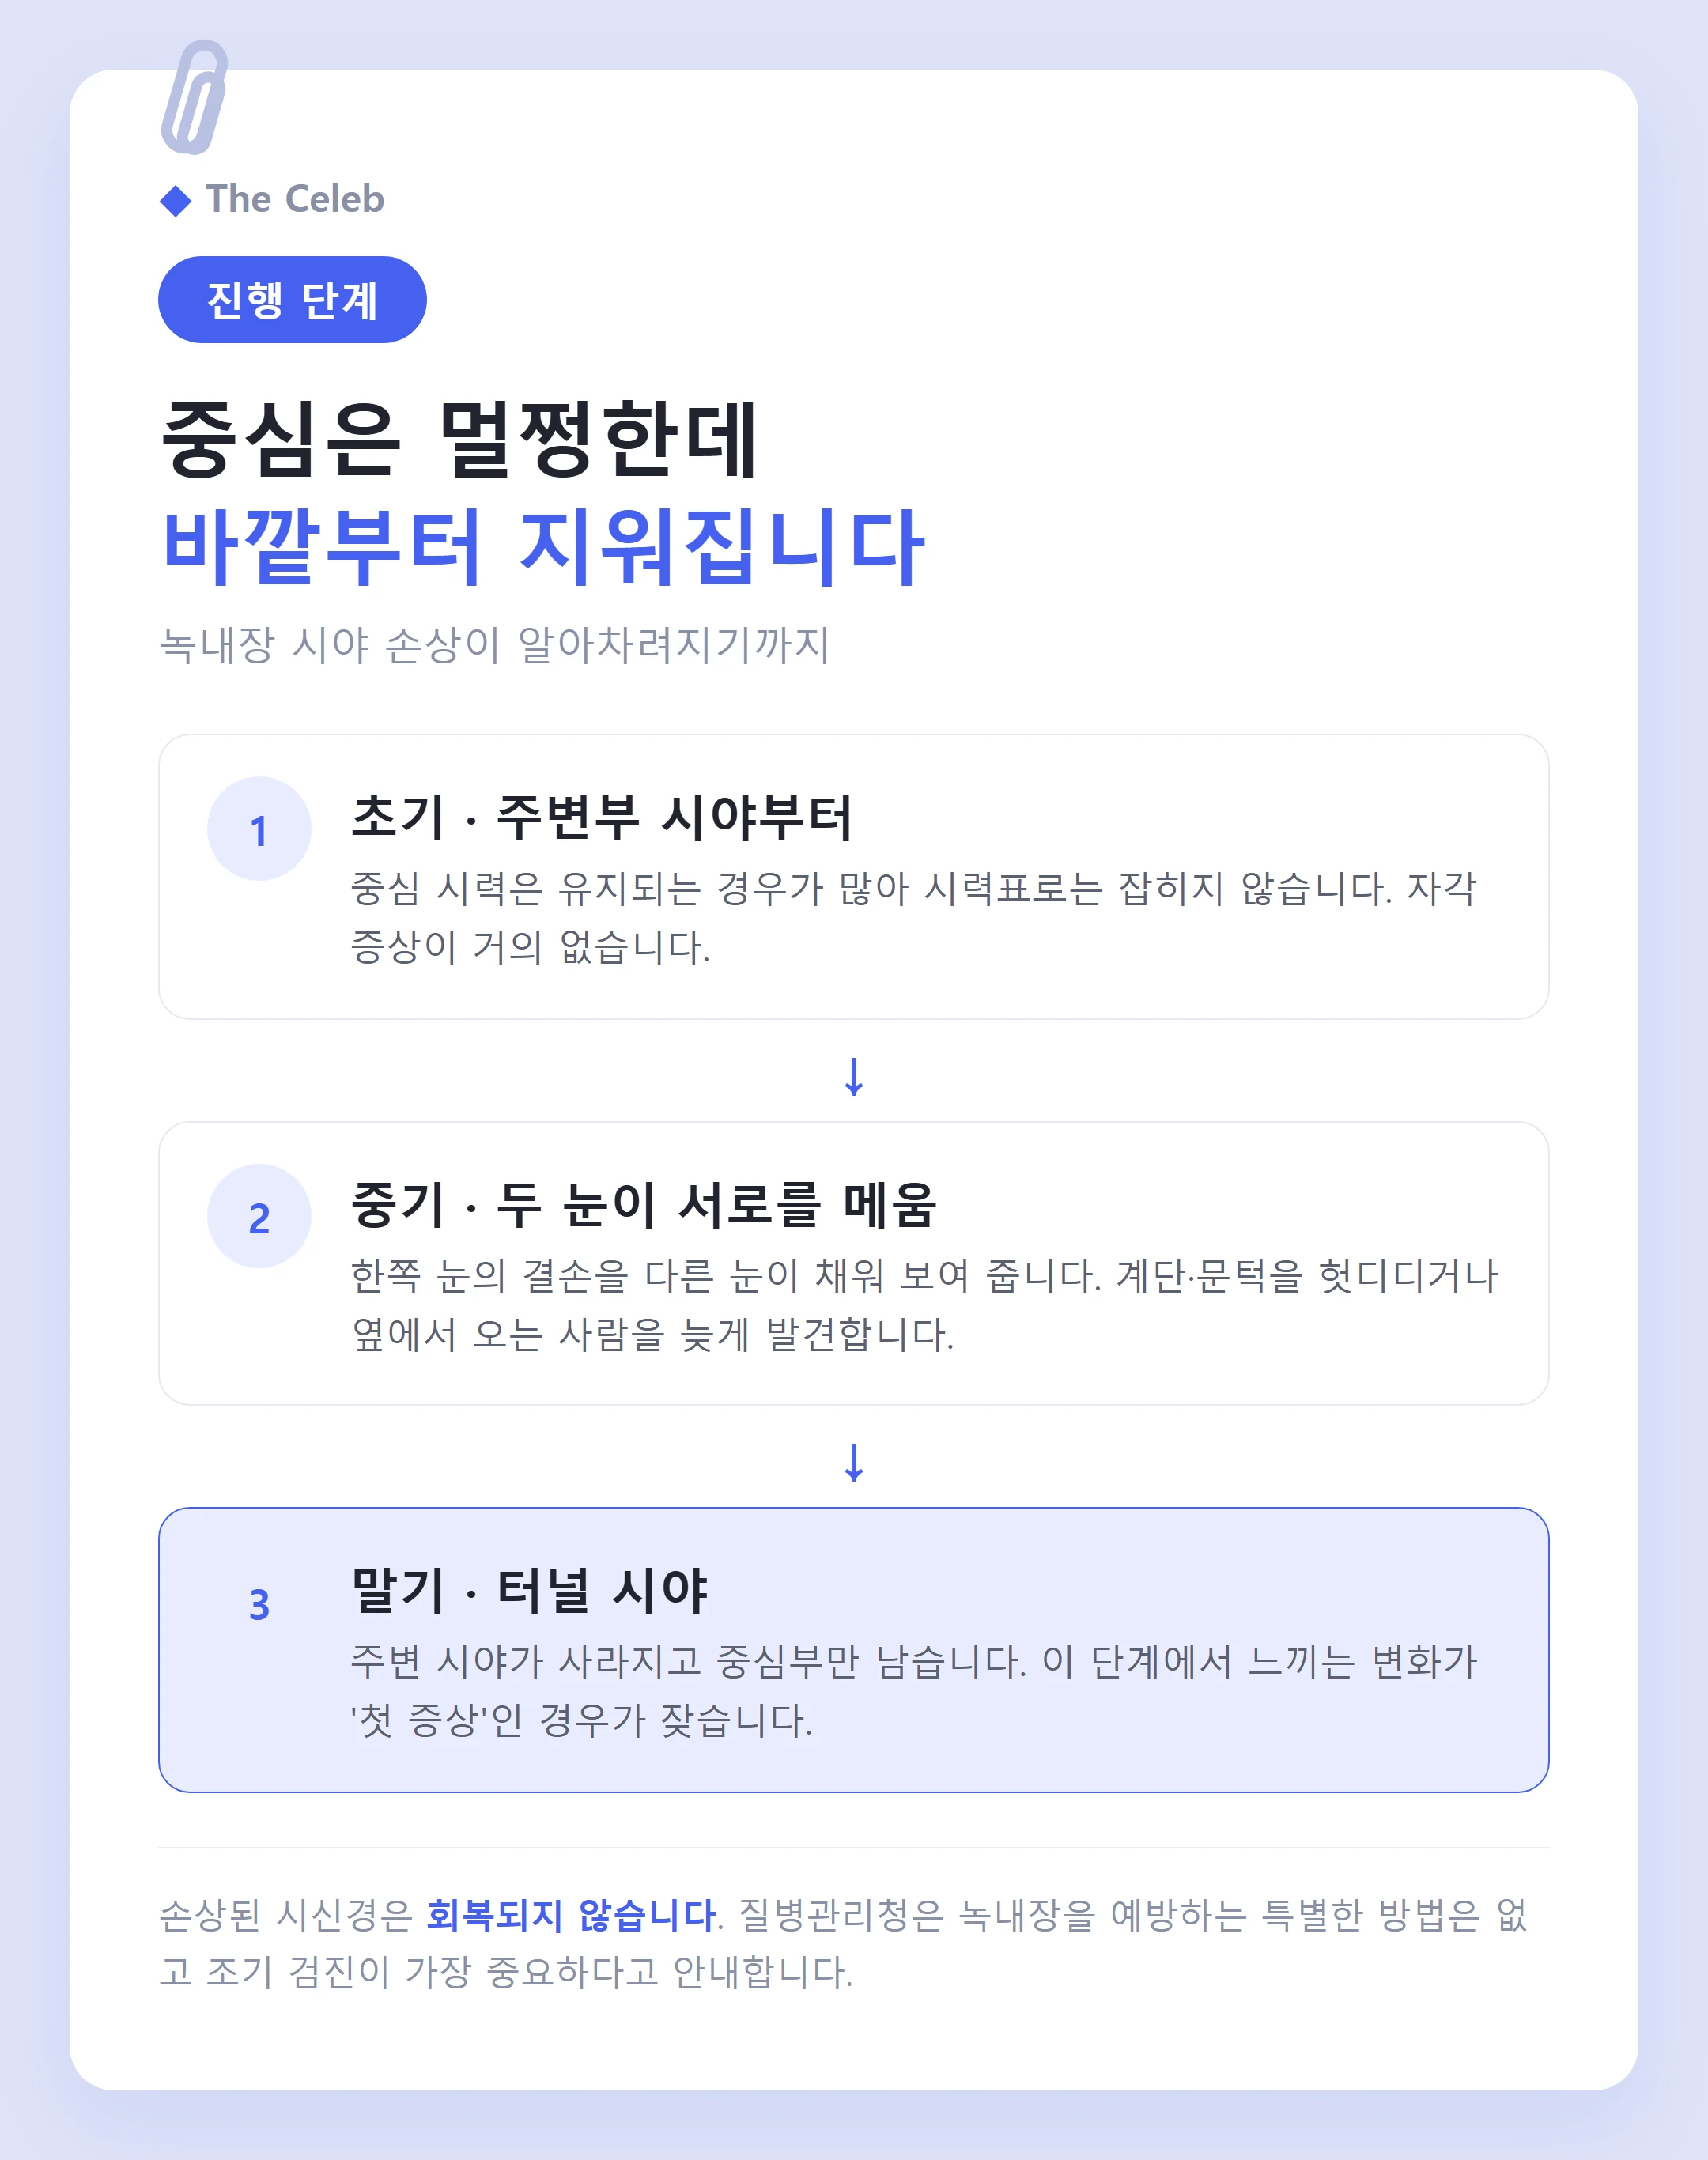 The Celeb
진행 단계
중심은 멀쩡한데
바깥부터 지워집니다
녹내장 시야 손상이 알아차려지기까지
1
초기 · 주변부 시야부터
중심 시력은 유지되는 경우가 많아 시력표로는 잡히지 않습니다. 자각
증상이 거의 없습니다.
↓
2
중기 · 두 눈이 서로를 메움
한쪽 눈의 결손을 다른 눈이 채워 보여 줍니다. 계단·문턱을 헛디디거나
옆에서 오는 사람을 늦게 발견합니다.
↓
3
말기 · 터널 시야
주변 시야가 사라지고 중심부만 남습니다. 이 단계에서 느끼는 변화가
'첫 증상'인 경우가 잦습니다.
손상된 시신경은 회복되지 않습니다. 질병관리청은 녹내장을 예방하는 특별한 방법은 없
고 조기 검진이 가장 중요하다고 안내합니다.